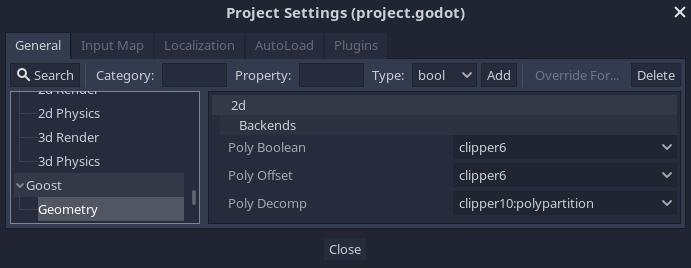 Project Settings (project.godot)
General Input Map Localization AutoLoad Plugins
Search Category: Property: Type: bool Add Override For... Delete
2d Render
2d Physics
3d Render
3d Physics
Goost
Geometry
2d
Backends
Poly Boolean clipper6
Poly Offset clipper6
Poly Decomp clipper10:polypartition
Close